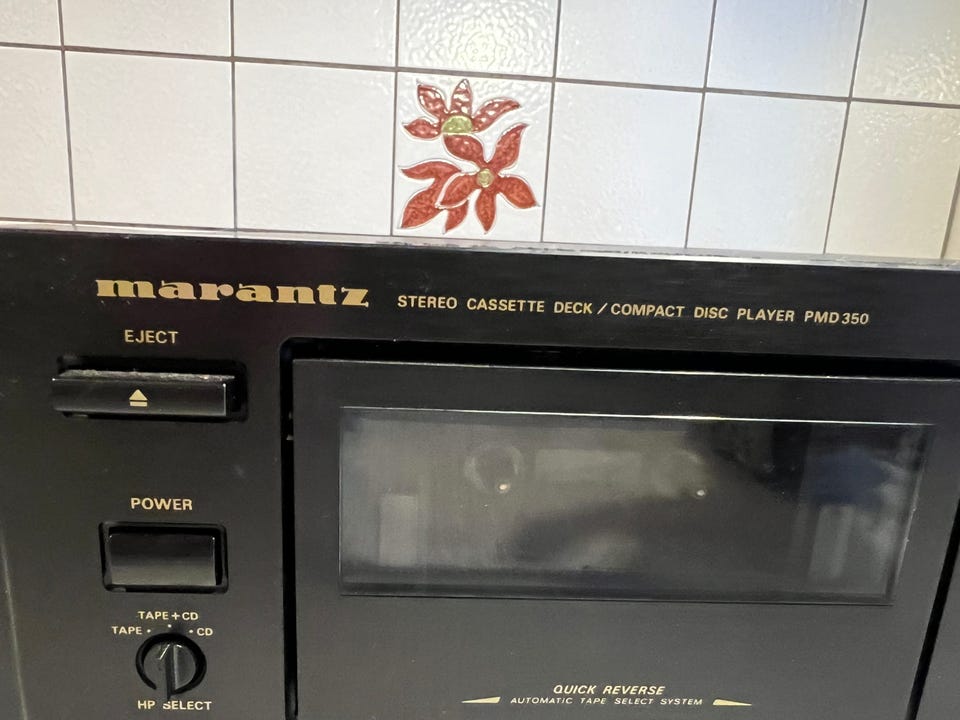 marantz STEREO CASSETTE DECK / COMPACT DISC PLAYER PMD350
EJECT
POWER
TAPE + CD
TAPE • • • CD
HP SELECT
QUICK REVERSE
AUTOMATIC TAPE SELECT SYSTEM